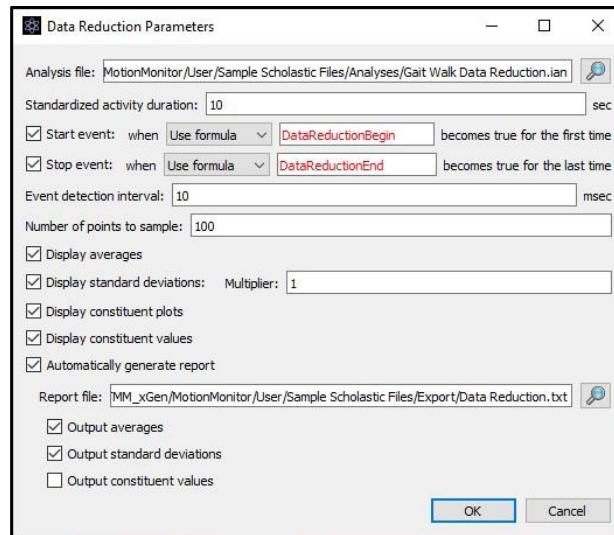 Data Reduction Parameters
Analysis file: MotionMonitor/User/Sample Scholastic Files/Analyses/Gait Walk Data Reduction.ian
Standardized activity duration: 10 sec
Start event: when Use formula DataReductionBegin becomes true for the first time
Stop event: when Use formula DataReductionEnd becomes true for the last time
Event detection interval: 10 msec
Number of points to sample: 100
Display averages
Display standard deviations: Multiplier: 1
Display constituent plots
Display constituent values
Automatically generate report
Report file: MM_xGen/MotionMonitor/User/Sample Scholastic Files/Export/Data Reduction.txt
Output averages
Output standard deviations
Output constituent values
OK Cancel